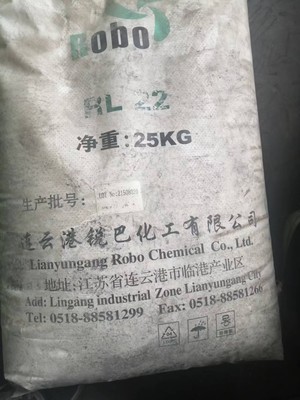 Robo
RL 22
净重:25KG
生产批号:
连云港锐巴化工有限公司
Lianyungang Robo Chemical Co., Ltd.
地址:江苏省连云港市临港产业区
Add: Lingang industrial Zone Lianyungang City
Tel: 0518-88581299 Fax: 0518-88581266